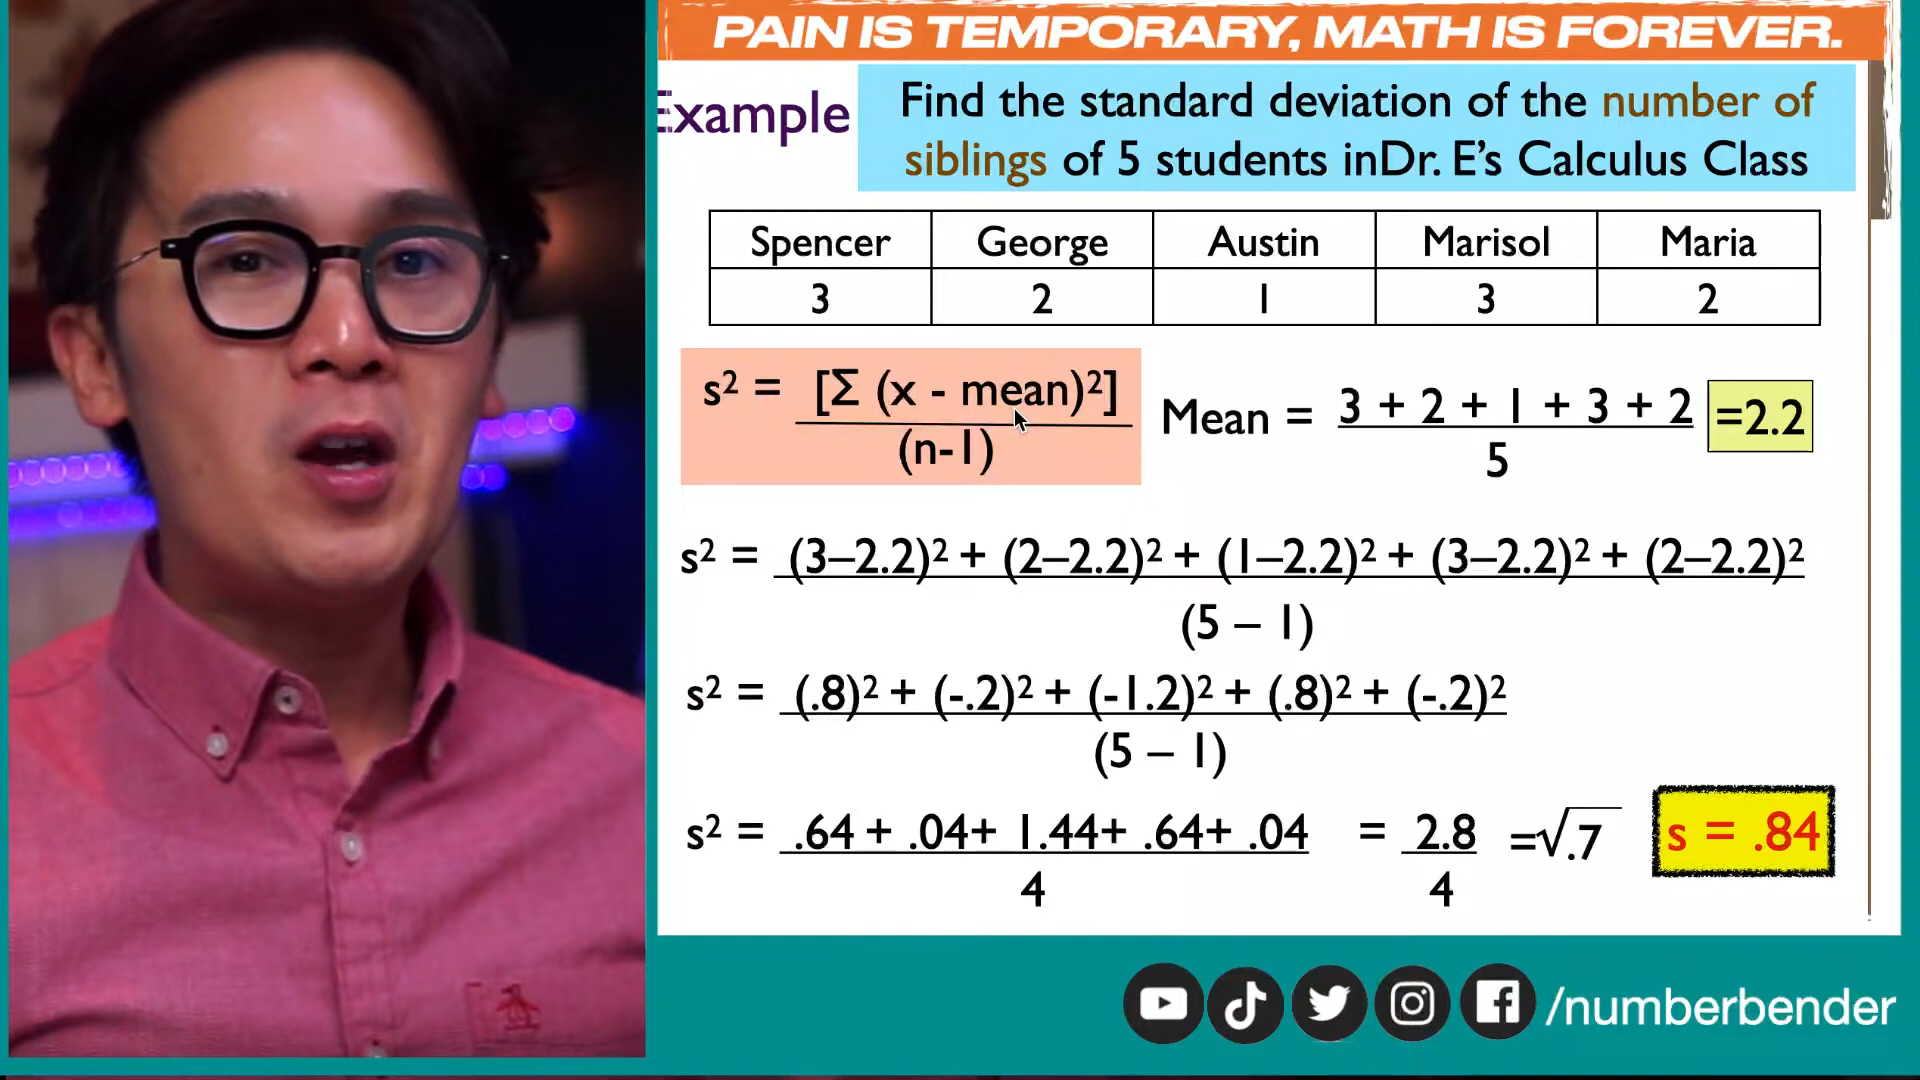 PAIN IS TEMPORARY, MATH IS FOREVER.
Example
Find the standard deviation of the number of
siblings of 5 students inDr. E’s Calculus Class
Spencer George Austin Marisol Maria
3 2 1 3 2
s² = [Σ (x - mean)²]
(n-1)
Mean = 3 + 2 + 1 + 3 + 2
5
=2.2
s² = (3–2.2)² + (2–2.2)² + (1–2.2)² + (3–2.2)² + (2–2.2)²
(5 – 1)
s² = (.8)² + (-.2)² + (-1.2)² + (.8)² + (-.2)²
(5 – 1)
s² = .64 + .04+ 1.44+ .64+ .04 = 2.8 =√.7
4 4
s = .84
/numberbender